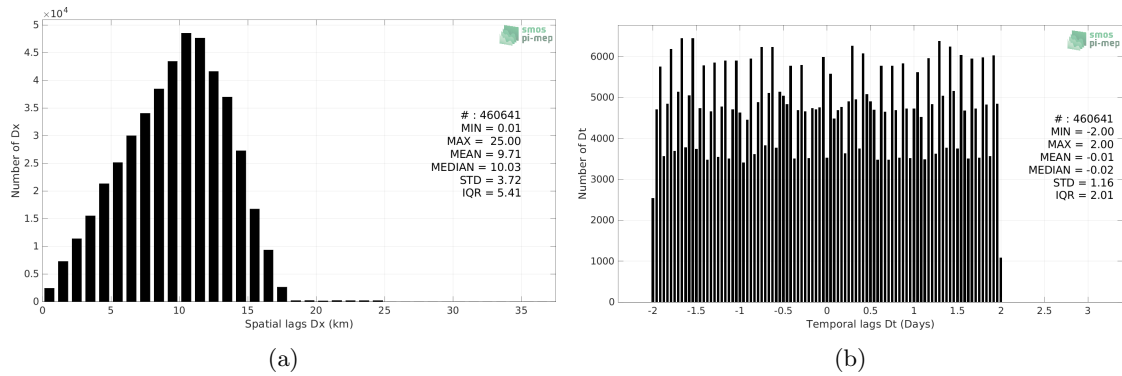 ×10⁴
5
4.5
4
3.5
3
2.5
2
1.5
1
0.5
0
Number of Dx
0 5 10 15 20 25 30 35
Spatial lags Dx (km)
smos
pi-mep
# : 460641
MIN = 0.01
MAX = 25.00
MEAN = 9.71
MEDIAN = 10.03
STD = 3.72
IQR = 5.41
(a)
6000
5000
4000
3000
2000
1000
0
Number of Dt
-2 -1.5 -1 -0.5 0 0.5 1 1.5 2 2.5 3
Temporal lags Dt (Days)
smos
pi-mep
# : 460641
MIN = -2.00
MAX = 2.00
MEAN = -0.01
MEDIAN = -0.02
STD = 1.16
IQR = 2.01
(b)